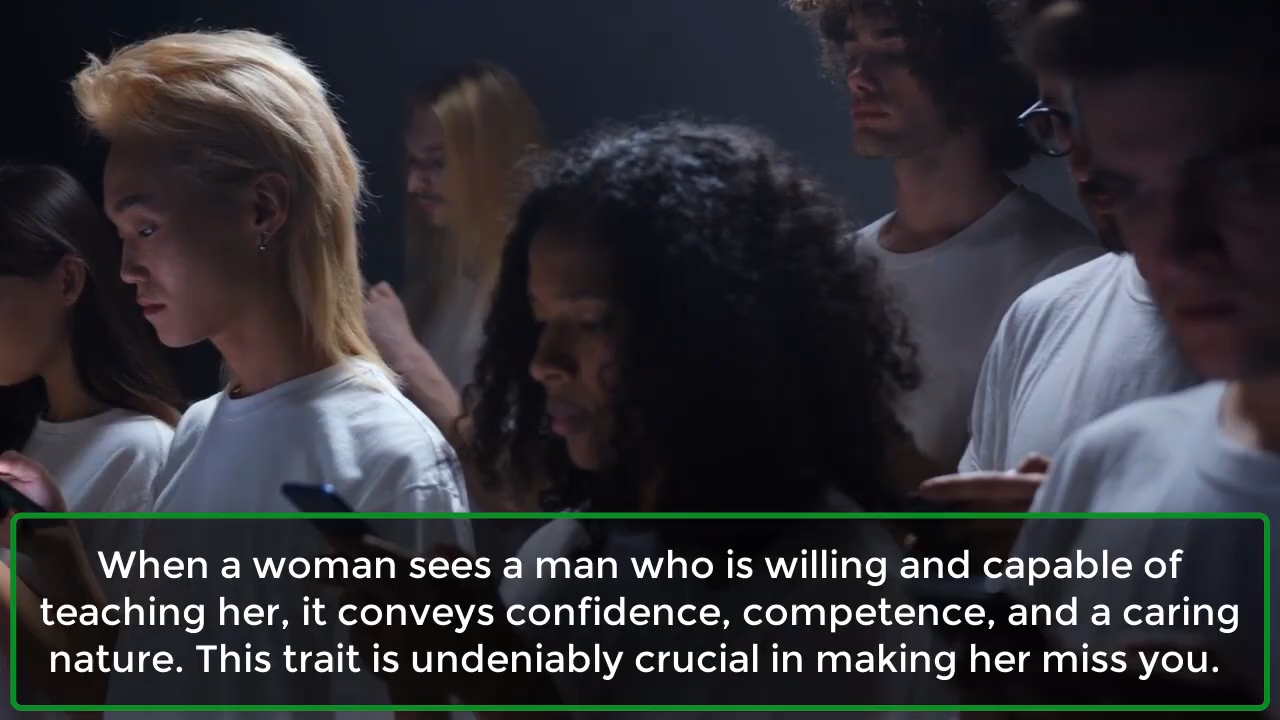 When a woman sees a man who is willing and capable of
teaching her, it conveys confidence, competence, and a caring
nature. This trait is undeniably crucial in making her miss you.